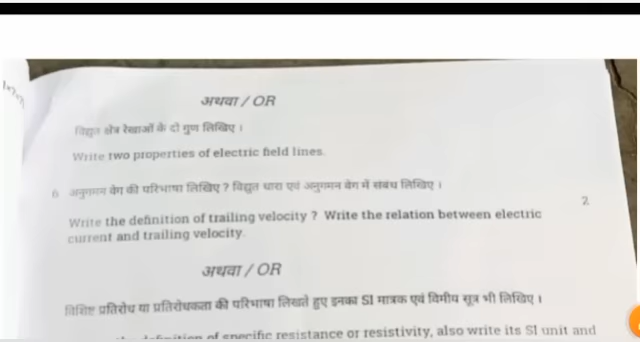 अथवा / OR
विद्युत क्षेत्र रेखाओं के दो गुण लिखिए ।
Write two properties of electric field lines.
6 अनुगमन वेग की परिभाषा लिखिए ? विद्युत धारा एवं अनुगमन वेग में संबंध लिखिए ।
2
Write the definition of trailing velocity ? Write the relation between electric
current and trailing velocity.
अथवा / OR
विशिष्ट प्रतिरोध या प्रतिरोधकता की परिभाषा लिखते हुए इनका SI मात्रक एवं विमीय सूत्र भी लिखिए ।
definition of specific resistance or resistivity, also write its SI unit and